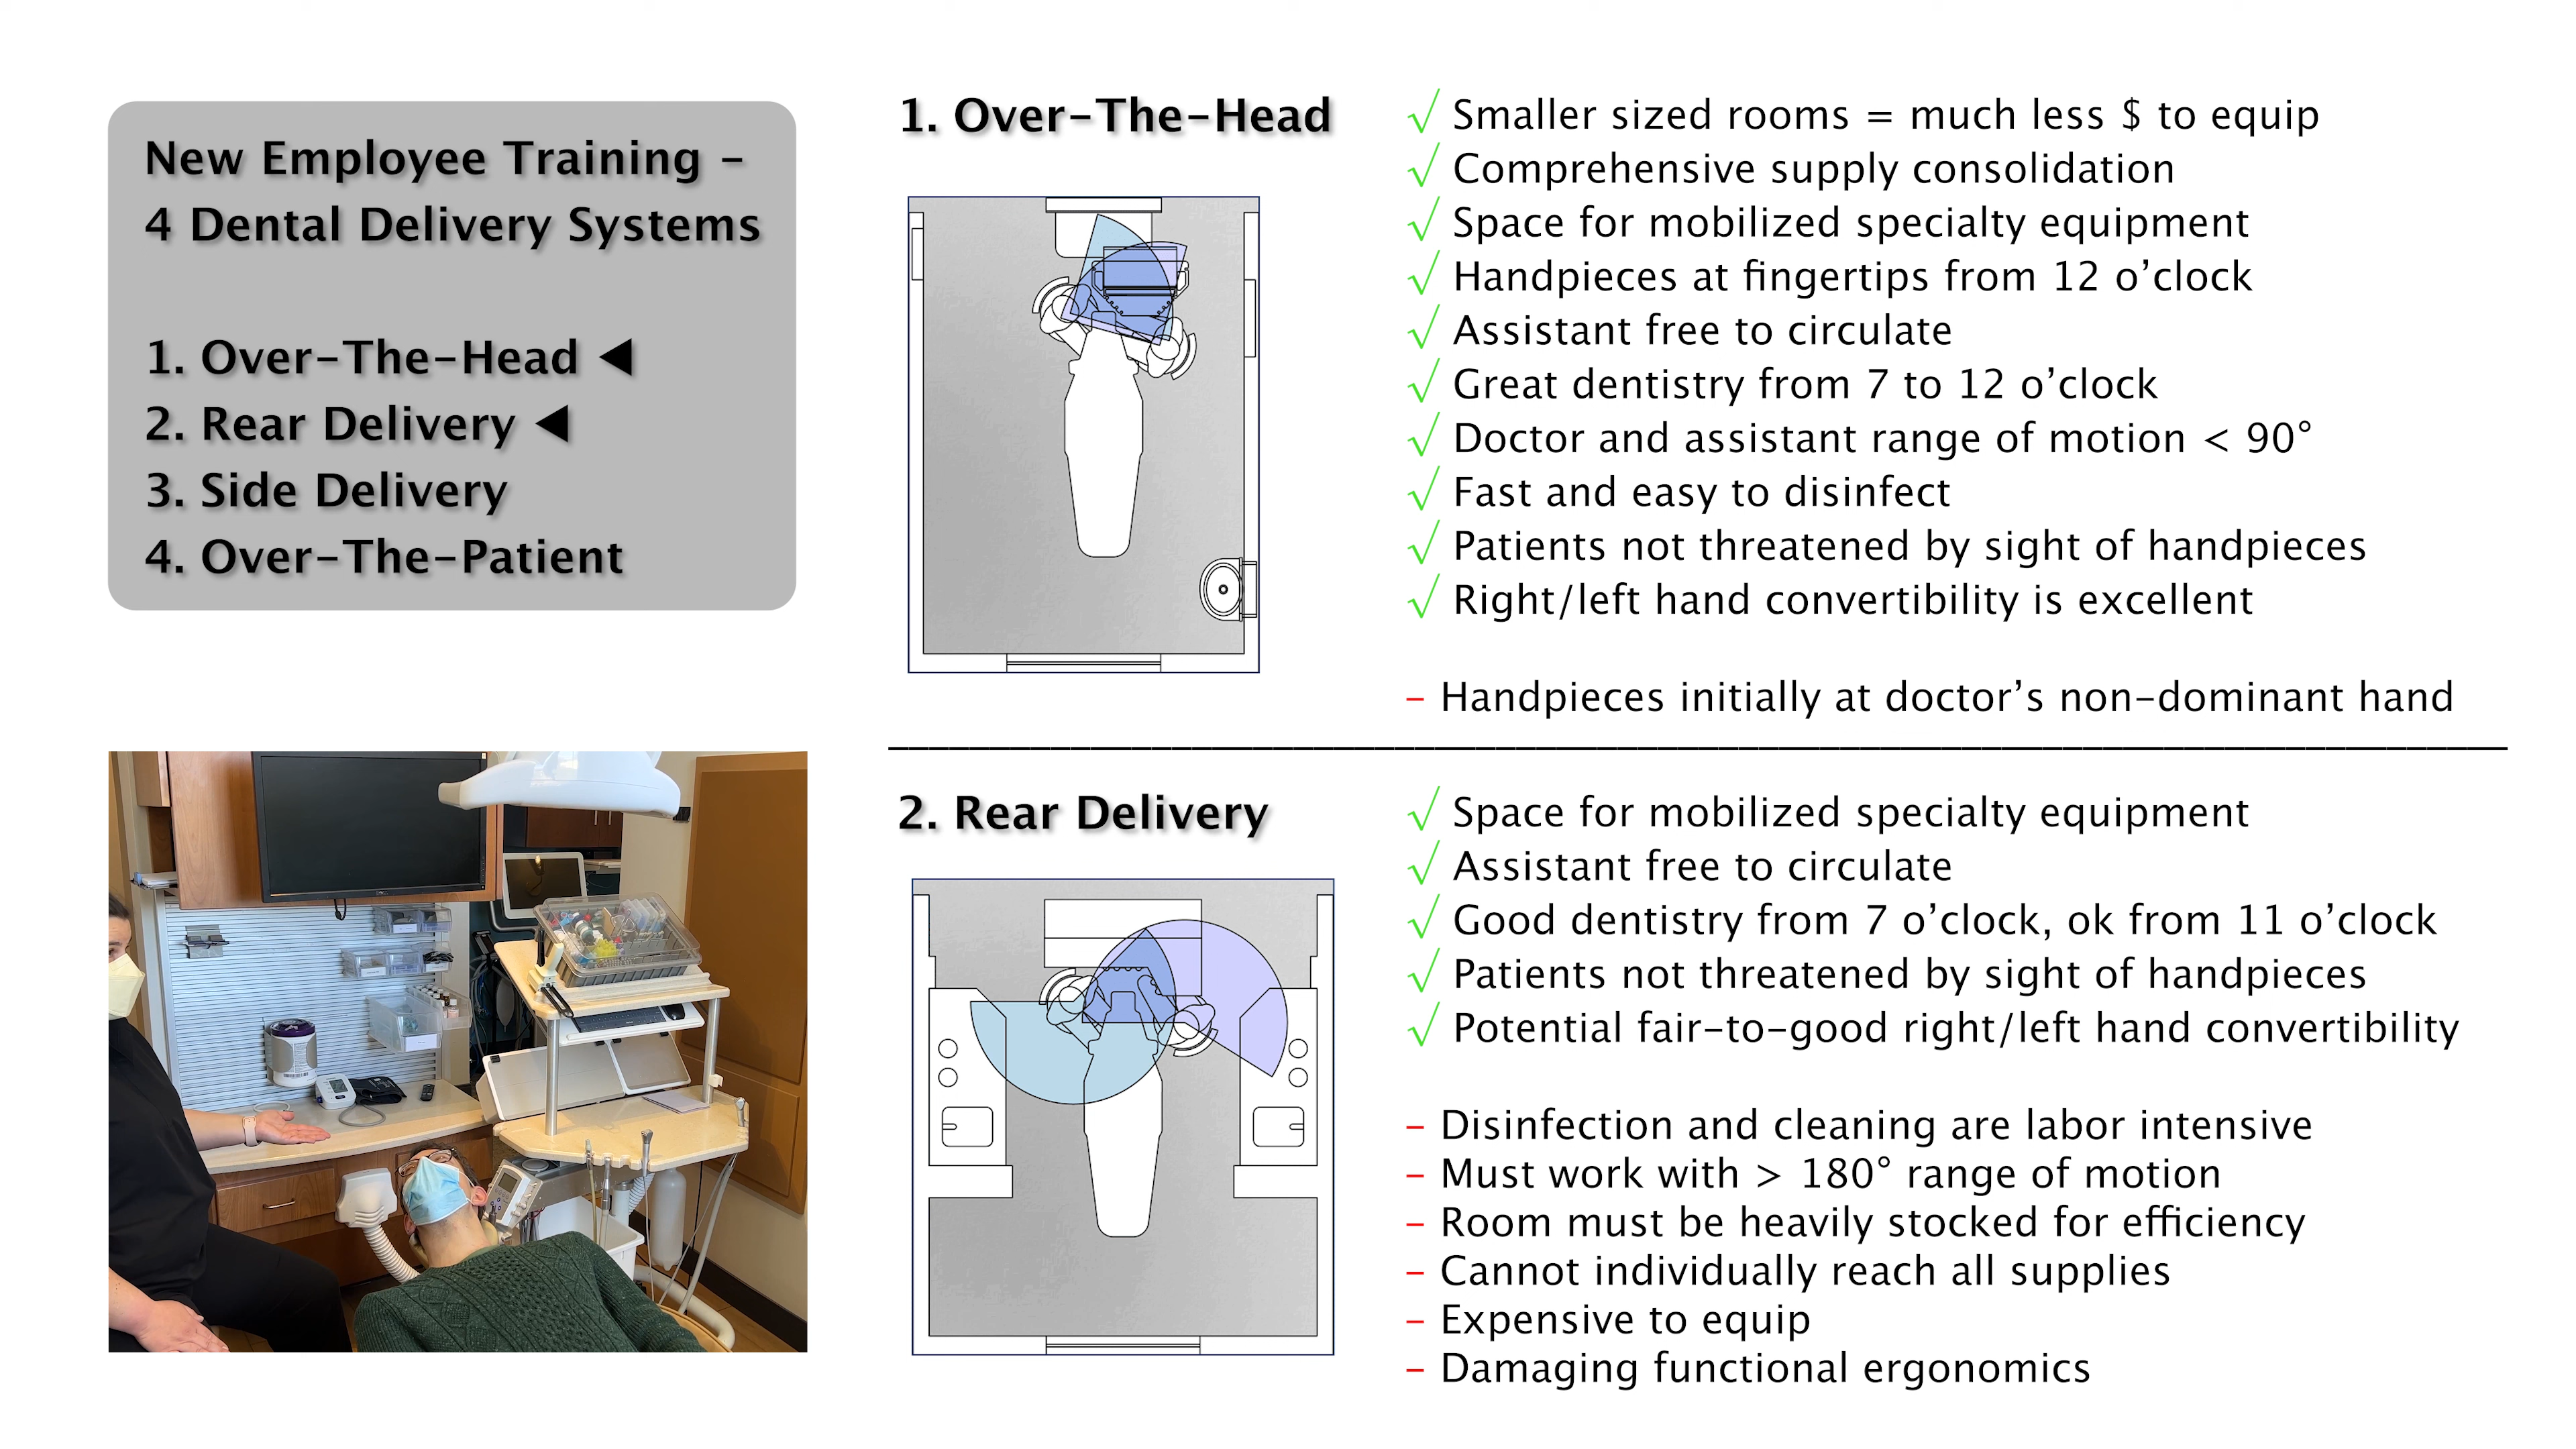 New Employee Training –
4 Dental Delivery Systems
1. Over-The-Head ◀
2. Rear Delivery ◀
3. Side Delivery
4. Over-The-Patient
1. Over-The-Head
√ Smaller sized rooms = much less $ to equip
√ Comprehensive supply consolidation
√ Space for mobilized specialty equipment
√ Handpieces at fingertips from 12 o’clock
√ Assistant free to circulate
√ Great dentistry from 7 to 12 o’clock
√ Doctor and assistant range of motion < 90°
√ Fast and easy to disinfect
√ Patients not threatened by sight of handpieces
√ Right/left hand convertibility is excellent
– Handpieces initially at doctor’s non-dominant hand
2. Rear Delivery
√ Space for mobilized specialty equipment
√ Assistant free to circulate
√ Good dentistry from 7 o’clock, ok from 11 o’clock
√ Patients not threatened by sight of handpieces
√ Potential fair-to-good right/left hand convertibility
– Disinfection and cleaning are labor intensive
– Must work with > 180° range of motion
– Room must be heavily stocked for efficiency
– Cannot individually reach all supplies
– Expensive to equip
– Damaging functional ergonomics